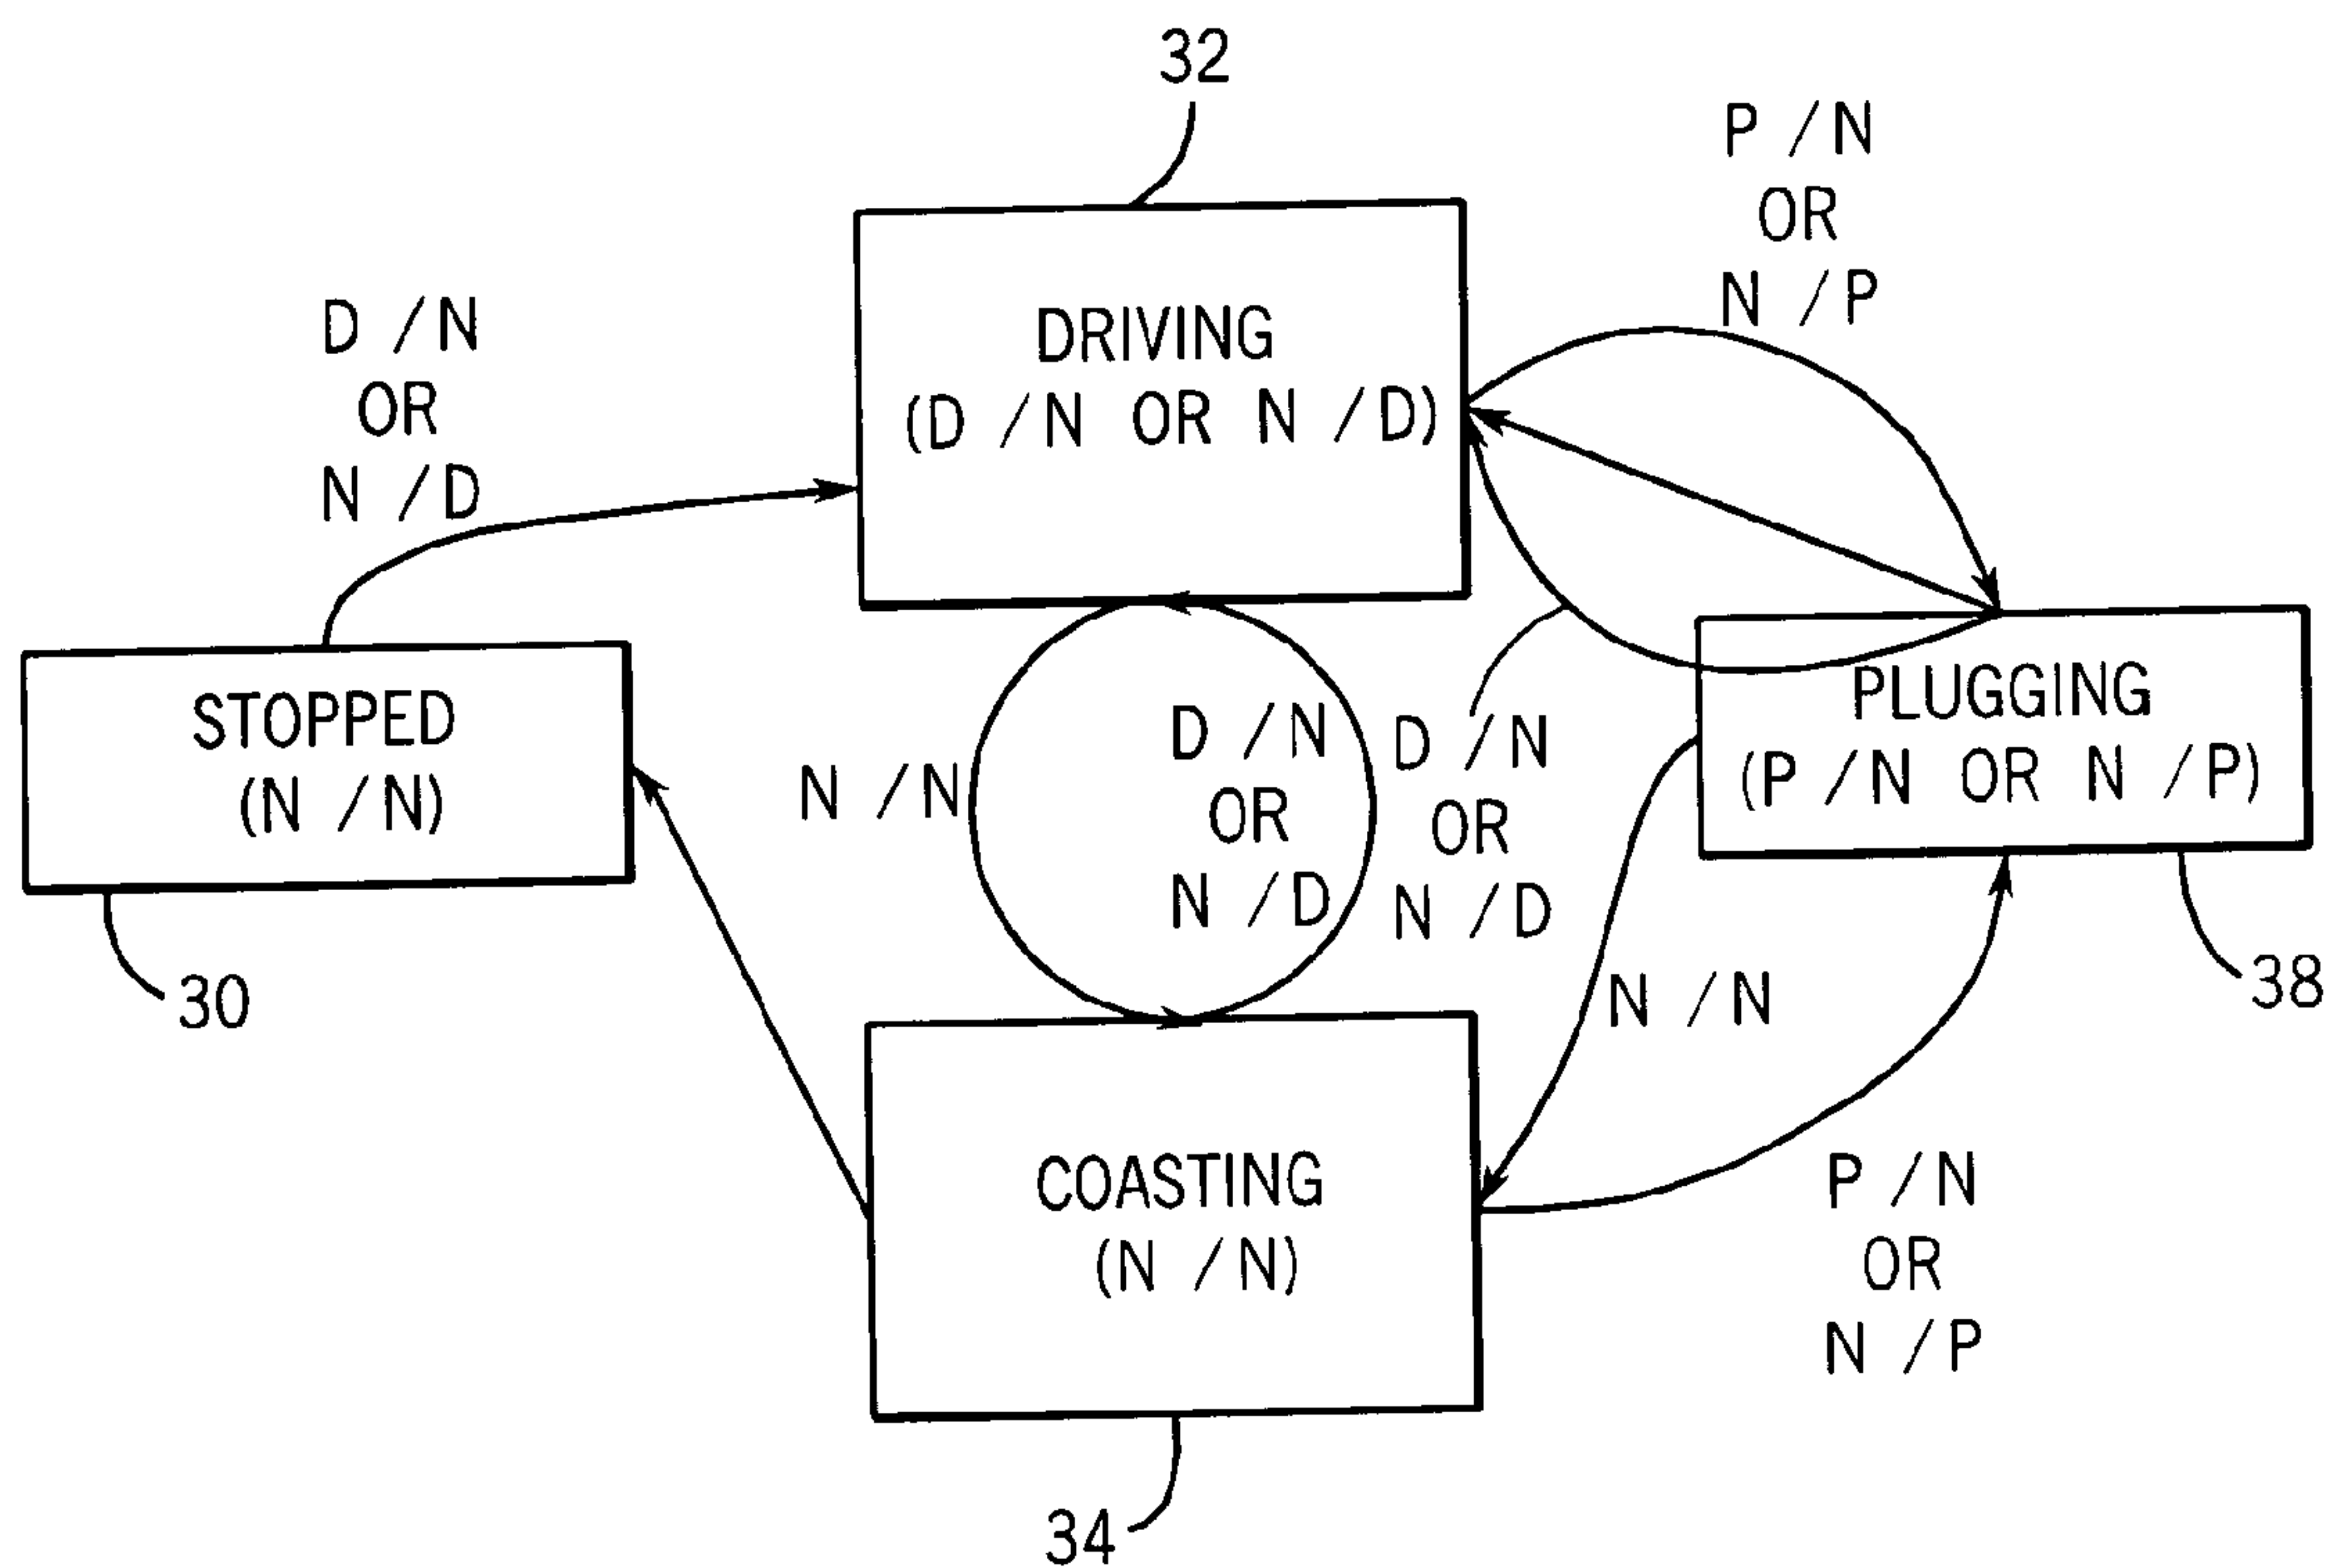 32
P /N
OR
N /P
D /N
OR
N /D
DRIVING
(D /N OR N /D)
STOPPED
(N /N)
N /N
D /N
OR
N /D
D /N
OR
N /D
PLUGGING
(P /N OR N /P)
30
N /N
38
COASTING
(N /N)
P /N
OR
N /P
34